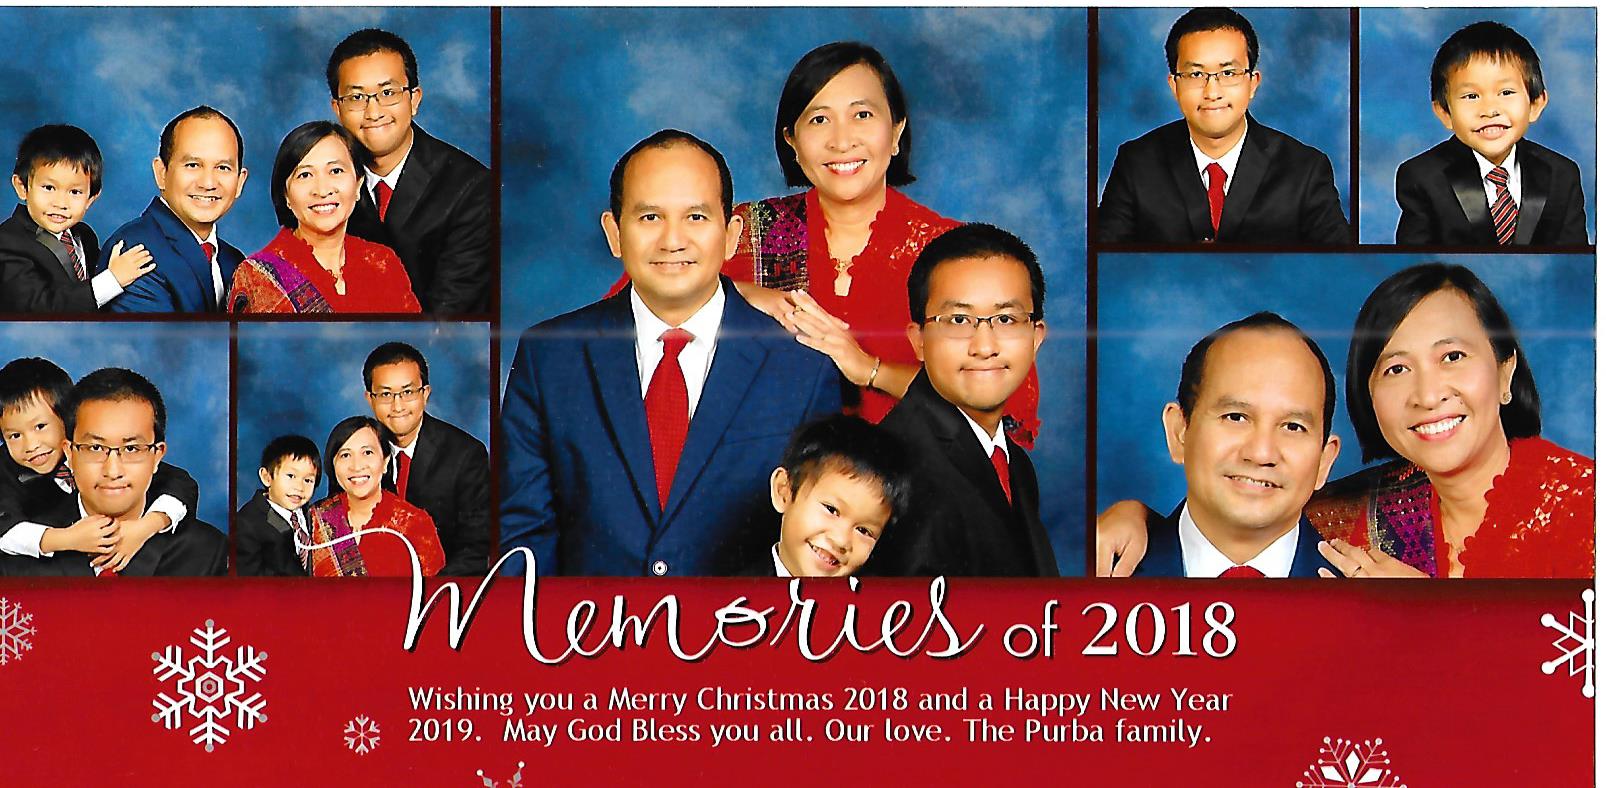 Memories of 2018
Wishing you a Merry Christmas 2018 and a Happy New Year
2019.  May God Bless you all. Our love. The Purba family.